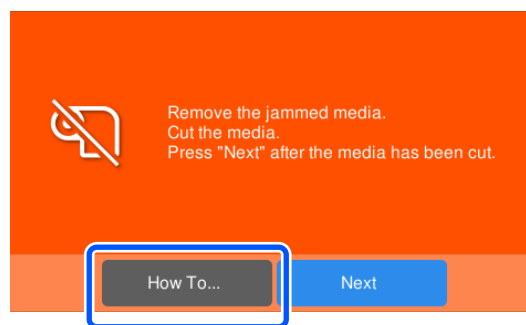 Remove the jammed media.
Cut the media.
Press "Next" after the media has been cut.
How To...
Next